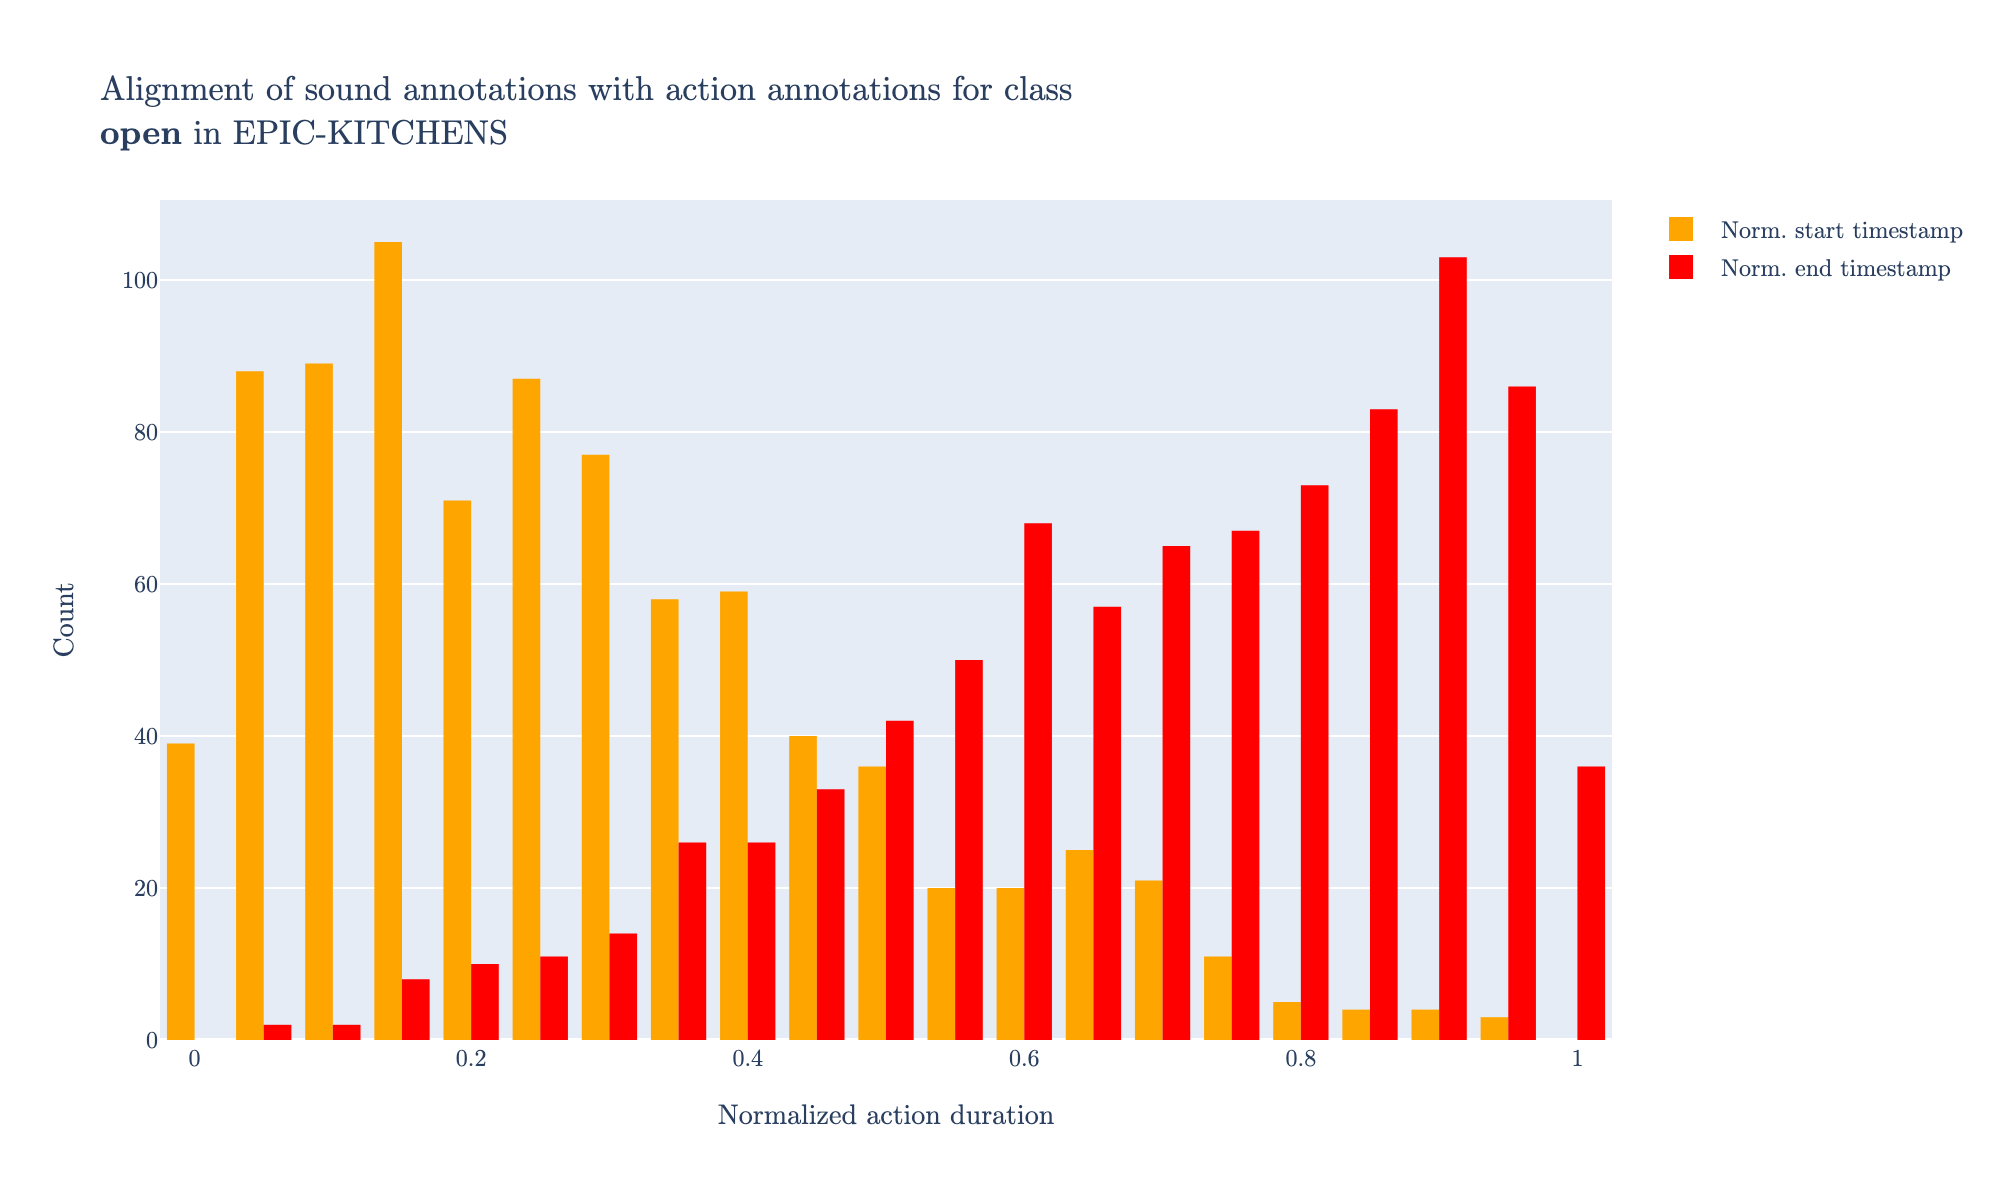 Alignment of sound annotations with action annotations for class
open in EPIC-KITCHENS
Norm. start timestamp
Norm. end timestamp
100
80
60
40
20
0
Count
0 0.2 0.4 0.6 0.8 1
Normalized action duration